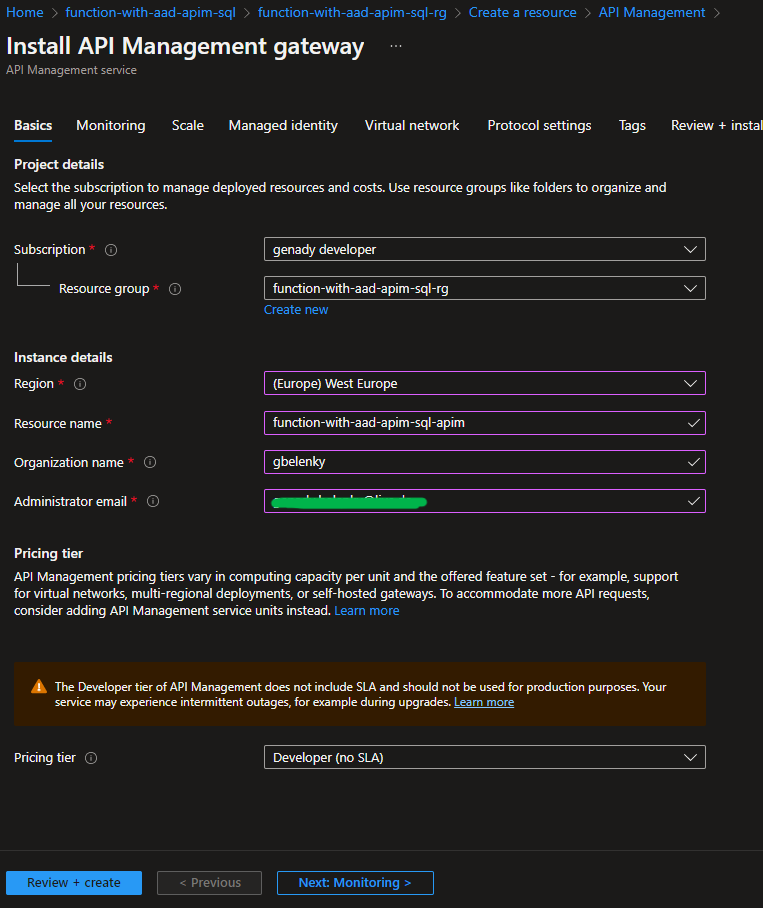 Home > function-with-aad-apim-sql > function-with-aad-apim-sql-rg > Create a resource > API Management >
Install API Management gateway ...
API Management service
Basics Monitoring Scale Managed identity Virtual network Protocol settings Tags Review + instal
Project details
Select the subscription to manage deployed resources and costs. Use resource groups like folders to organize and
manage all your resources.
Subscription * genady developer
Resource group * function-with-aad-apim-sql-rg
Create new
Instance details
Region * (Europe) West Europe
Resource name * function-with-aad-apim-sql-apim
Organization name * gbelenky
Administrator email *
Pricing tier
API Management pricing tiers vary in computing capacity per unit and the offered feature set - for example, support
for virtual networks, multi-regional deployments, or self-hosted gateways. To accommodate more API requests,
consider adding API Management service units instead. Learn more
The Developer tier of API Management does not include SLA and should not be used for production purposes. Your
service may experience intermittent outages, for example during upgrades. Learn more
Pricing tier Developer (no SLA)
Review + create < Previous Next: Monitoring >